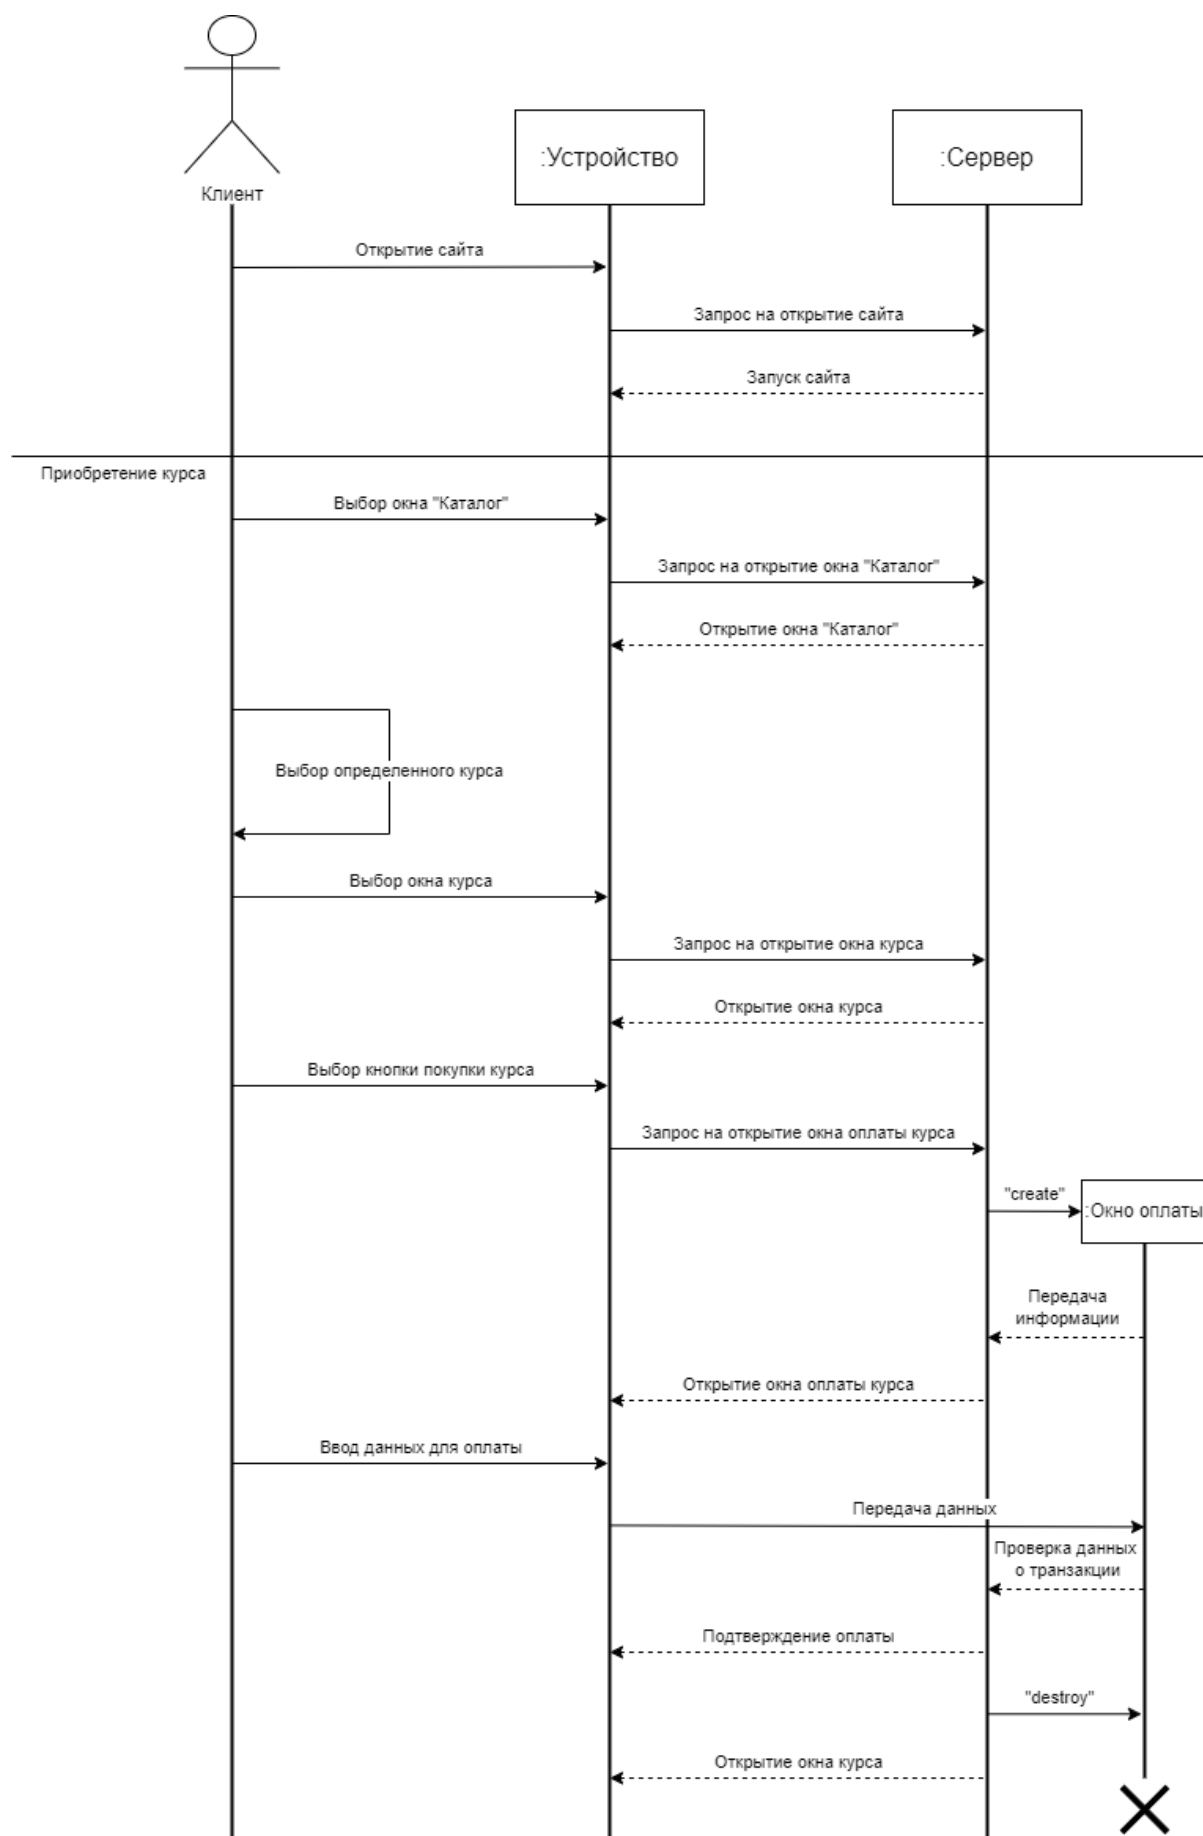 Клиент
:Устройство
:Сервер
Открытие сайта
Запрос на открытие сайта
Запуск сайта
Приобретение курса
Выбор окна "Каталог"
Запрос на открытие окна "Каталог"
Открытие окна "Каталог"
Выбор определенного курса
Выбор окна курса
Запрос на открытие окна курса
Открытие окна курса
Выбор кнопки покупки курса
Запрос на открытие окна оплаты курса
"create"
:Окно оплаты
Передача
информации
Открытие окна оплаты курса
Ввод данных для оплаты
Передача данных
Проверка данных
о транзакции
Подтверждение оплаты
"destroy"
Открытие окна курса